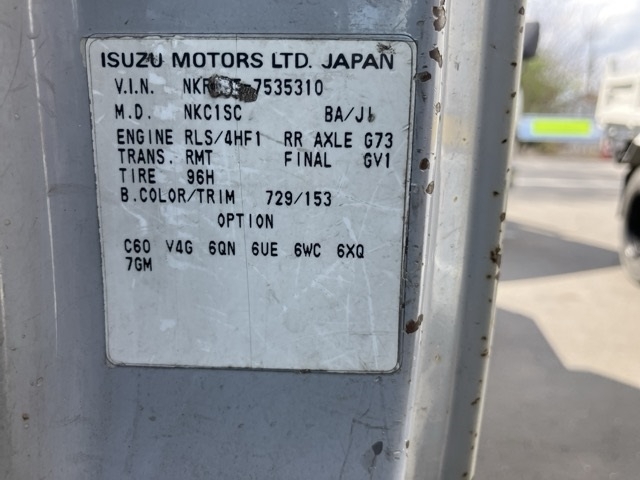 ISUZU MOTORS LTD. JAPAN
V.I.N. 7535310
M.D. NKC1SC BA/JL
ENGINE RLS/4HF1 RR AXLE G73
TRANS. RMT FINAL GV1
TIRE 96H
B.COLOR/TRIM 729/153
OPTION
C60 V4G 6QN 6UE 6WC 6XQ
7GM